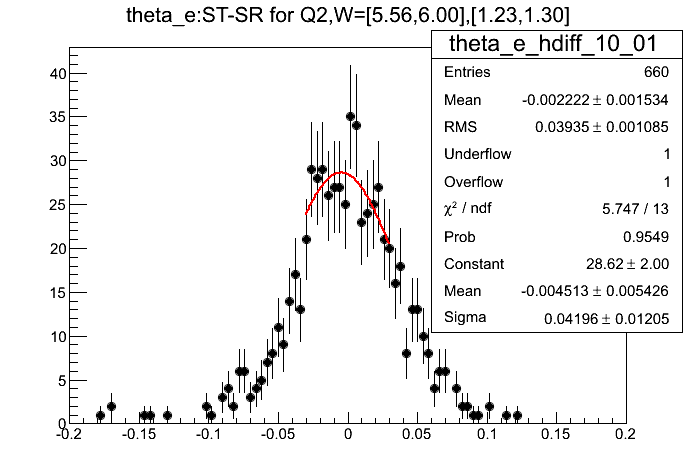 theta_e:ST-SR for Q2,W=[5.56,6.00],[1.23,1.30]
theta_e_hdiff_10_01
Entries 660
Mean -0.002222 ± 0.001534
RMS 0.03935 ± 0.001085
Underflow 1
Overflow 1
χ² / ndf 5.747 / 13
Prob 0.9549
Constant 28.62 ± 2.00
Mean -0.004513 ± 0.005426
Sigma 0.04196 ± 0.01205
40
35
30
25
20
15
10
5
0
-0.2 -0.15 -0.1 -0.05 0 0.05 0.1 0.15 0.2